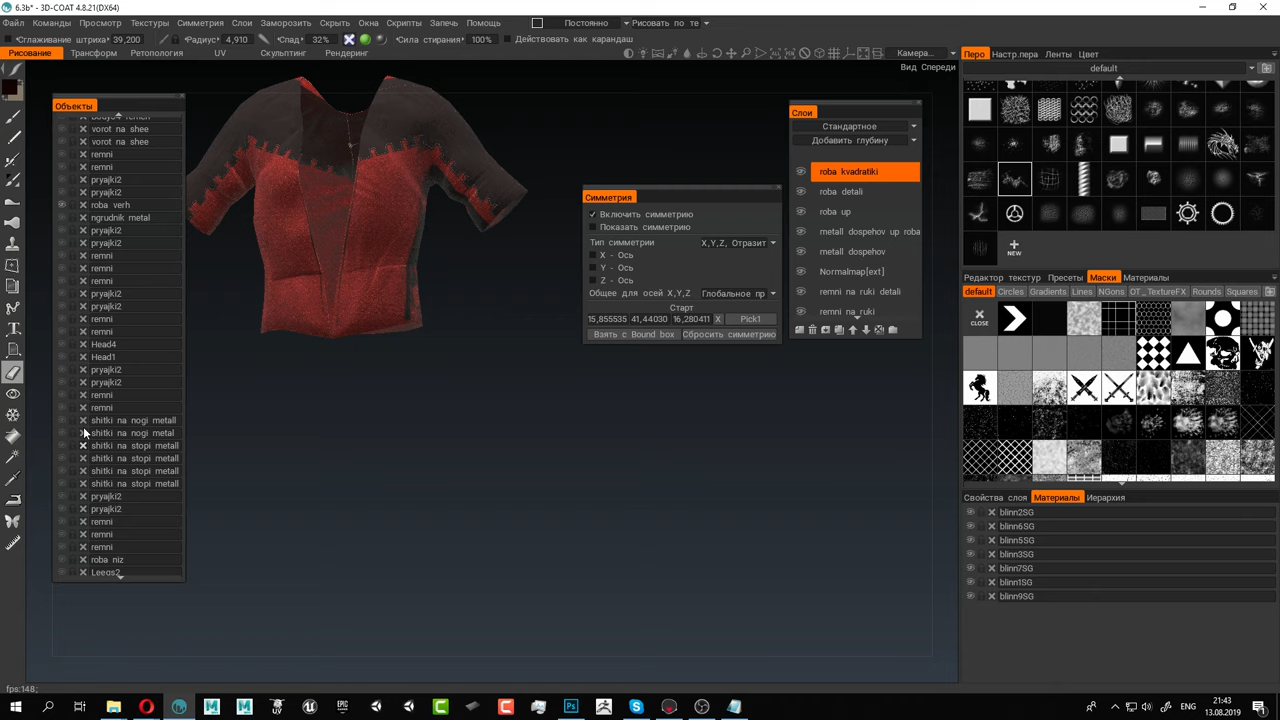 6.3b* - 3D-COAT 4.8.21(DX64)
Файл Команды Просмотр Текстуры Симметрия Слои Заморозить Скрыть Окна Скрипты Запечь Помощь Постоянно Рисовать по те
Сглаживание штриха 39,200 Радиус 4,910 Спад 32% Сила стирания 100% Действовать как карандаш
Рисование Трансформ Ретопология UV Скульптинг Рендеринг Камера...
Вид Спереди
Объекты
vorot na shee
vorot na shee
remni
remni
pryajki2
pryajki2
roba verh
ngrudnik metal
pryajki2
pryajki2
remni
remni
remni
pryajki2
pryajki2
remni
remni
Head4
Head1
pryajki2
pryajki2
remni
remni
shitki na nogi metall
shitki na nogi metal
shitki na stopi metall
shitki na stopi metall
shitki na stopi metall
shitki na stopi metall
pryajki2
pryajki2
remni
remni
remni
roba niz
Leegs2
Симметрия
Включить симметрию
Показать симметрию
Тип симметрии X,Y,Z, Отразит
X - Ось
Y - Ось
Z - Ось
Общее для осей X,Y,Z Глобальное пр
Старт
15,855535 41,44030 16,280411 X Pick1
Взять с Bound box Сбросить симметрию
Слои
Стандартное
Добавить глубину
roba kvadratiki
roba detali
roba up
metall dospehov up roba
metall dospehov
Normalmap[ext]
remni na ruki detali
remni na ruki
Перо Настр.пера Ленты Цвет
default
NEW
Редактор текстур Пресеты Маски Материалы
default Circles Gradients Lines NGons OT_TextureFX Rounds Squares
CLOSE
Свойства слоя Материалы Иерархия
blinn2SG
blinn6SG
blinn5SG
blinn3SG
blinn7SG
blinn1SG
blinn9SG
fps:148;
ENG 21:43
13.08.2019